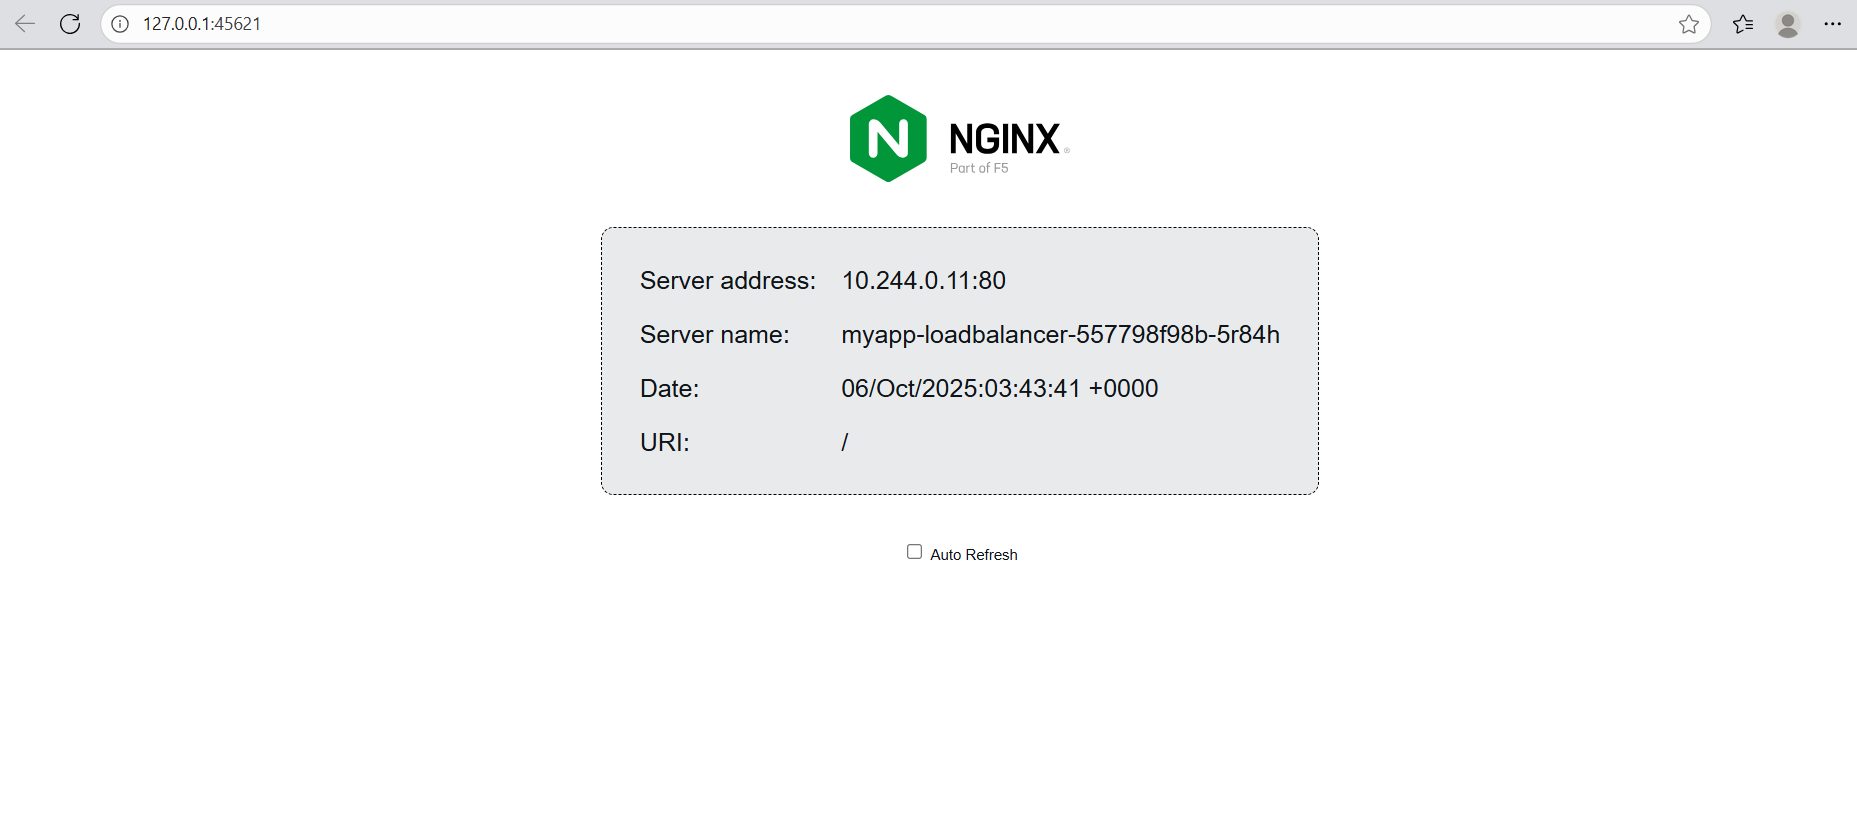 127.0.0.1:45621
NGINX®
Part of F5
Server address: 10.244.0.11:80
Server name: myapp-loadbalancer-557798f98b-5r84h
Date: 06/Oct/2025:03:43:41 +0000
URI: /
Auto Refresh